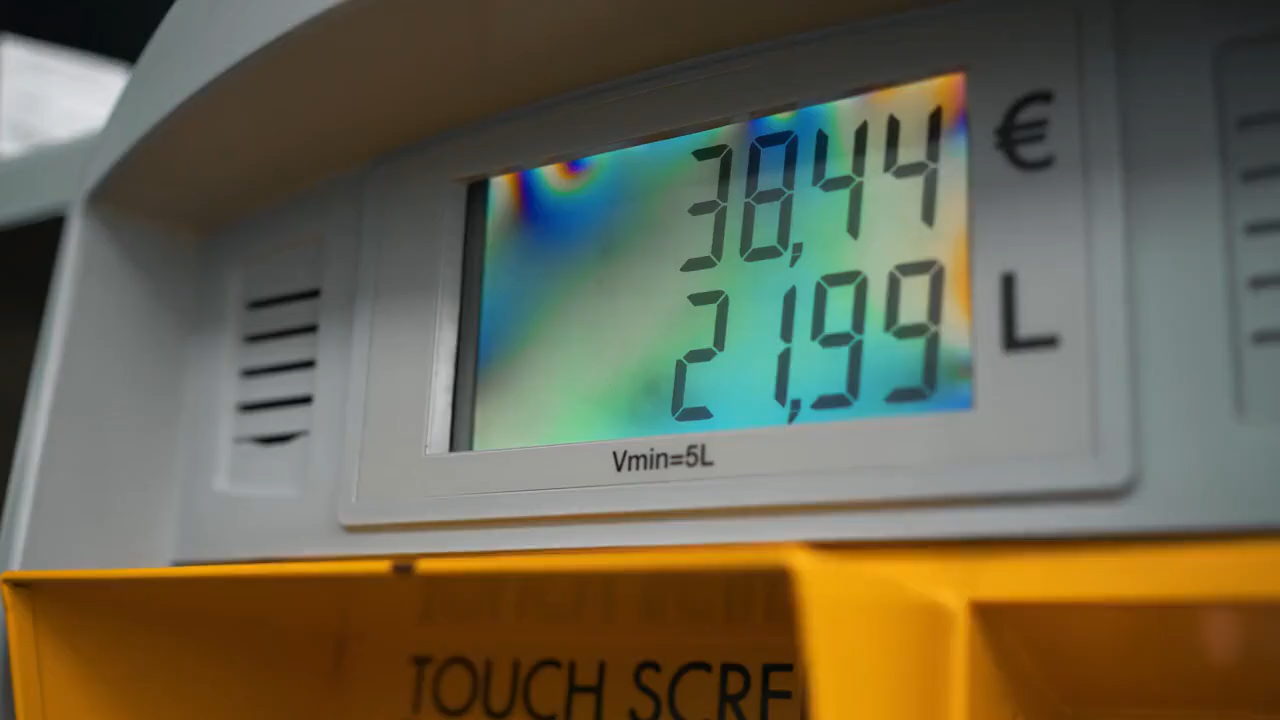 38,44 €
21,99 L
Vmin=5L
TOUCH SCRE